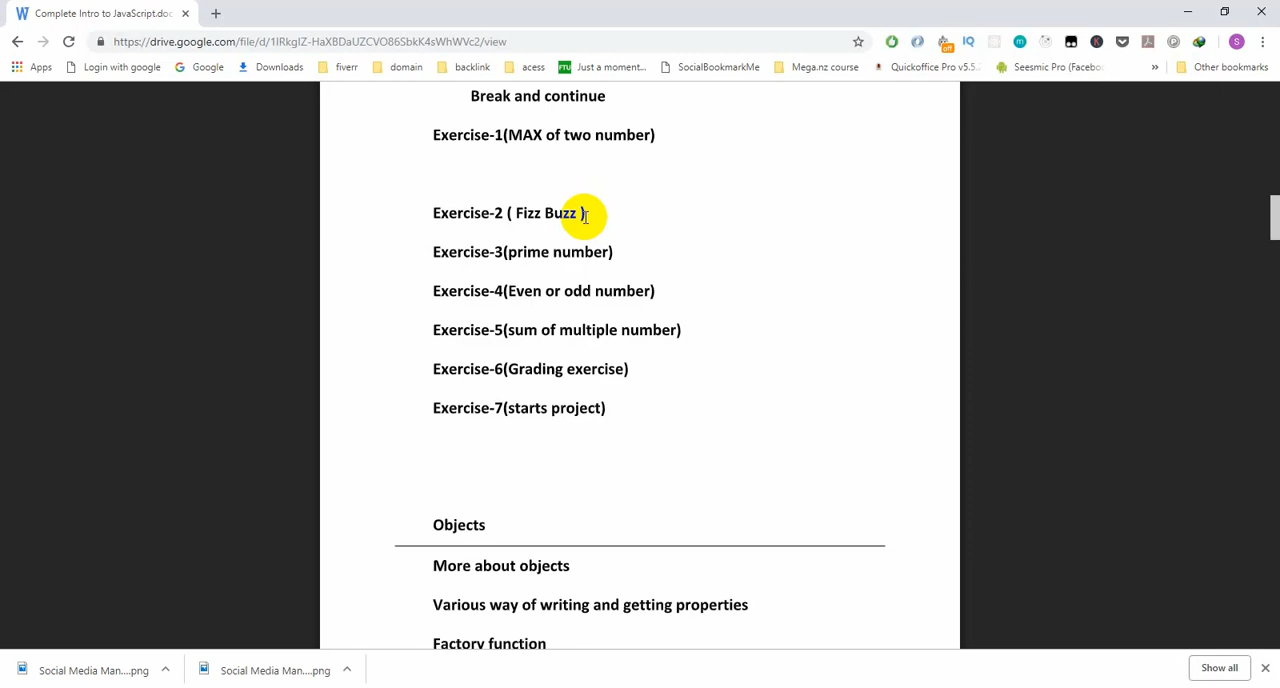 Complete Intro to JavaScript.doc
https://drive.google.com/file/d/1IRkgIZ-HaXBDaUZCVO86SbkK4sWhWVc2/view
Apps
Login with google
Google
Downloads
fiverr
domain
backlink
acess
Just a moment...
SocialBookmarkMe
Mega.nz course
Quickoffice Pro v5.5.
Seesmic Pro (Facebo
»
Other bookmarks
Break and continue
Exercise-1(MAX of two number)
Exercise-2 ( Fizz Buzz )
Exercise-3(prime number)
Exercise-4(Even or odd number)
Exercise-5(sum of multiple number)
Exercise-6(Grading exercise)
Exercise-7(starts project)
Objects
More about objects
Various way of writing and getting properties
Factory function
Social Media Man....png
Social Media Man....png
Show all